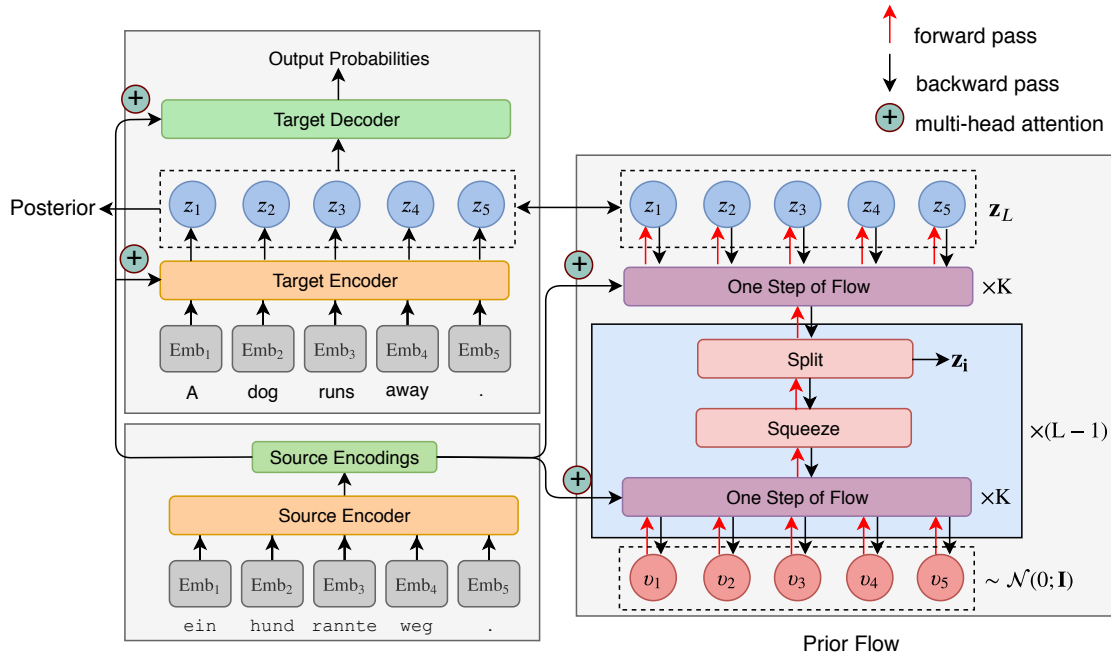 forward pass
backward pass
+ multi-head attention
Output Probabilities
+
Target Decoder
Posterior
z₁ z₂ z₃ z₄ z₅
+
Target Encoder
Emb₁ Emb₂ Emb₃ Emb₄ Emb₅
A dog runs away .
Source Encodings
Source Encoder
Emb₁ Emb₂ Emb₃ Emb₄ Emb₅
ein hund rannte weg .
z₁ z₂ z₃ z₄ z₅ z_L
+
One Step of Flow ×K
Split z_i
Squeeze
×(L − 1)
+
One Step of Flow ×K
υ₁ υ₂ υ₃ υ₄ υ₅ ∼ 𝒩(0; I)
Prior Flow